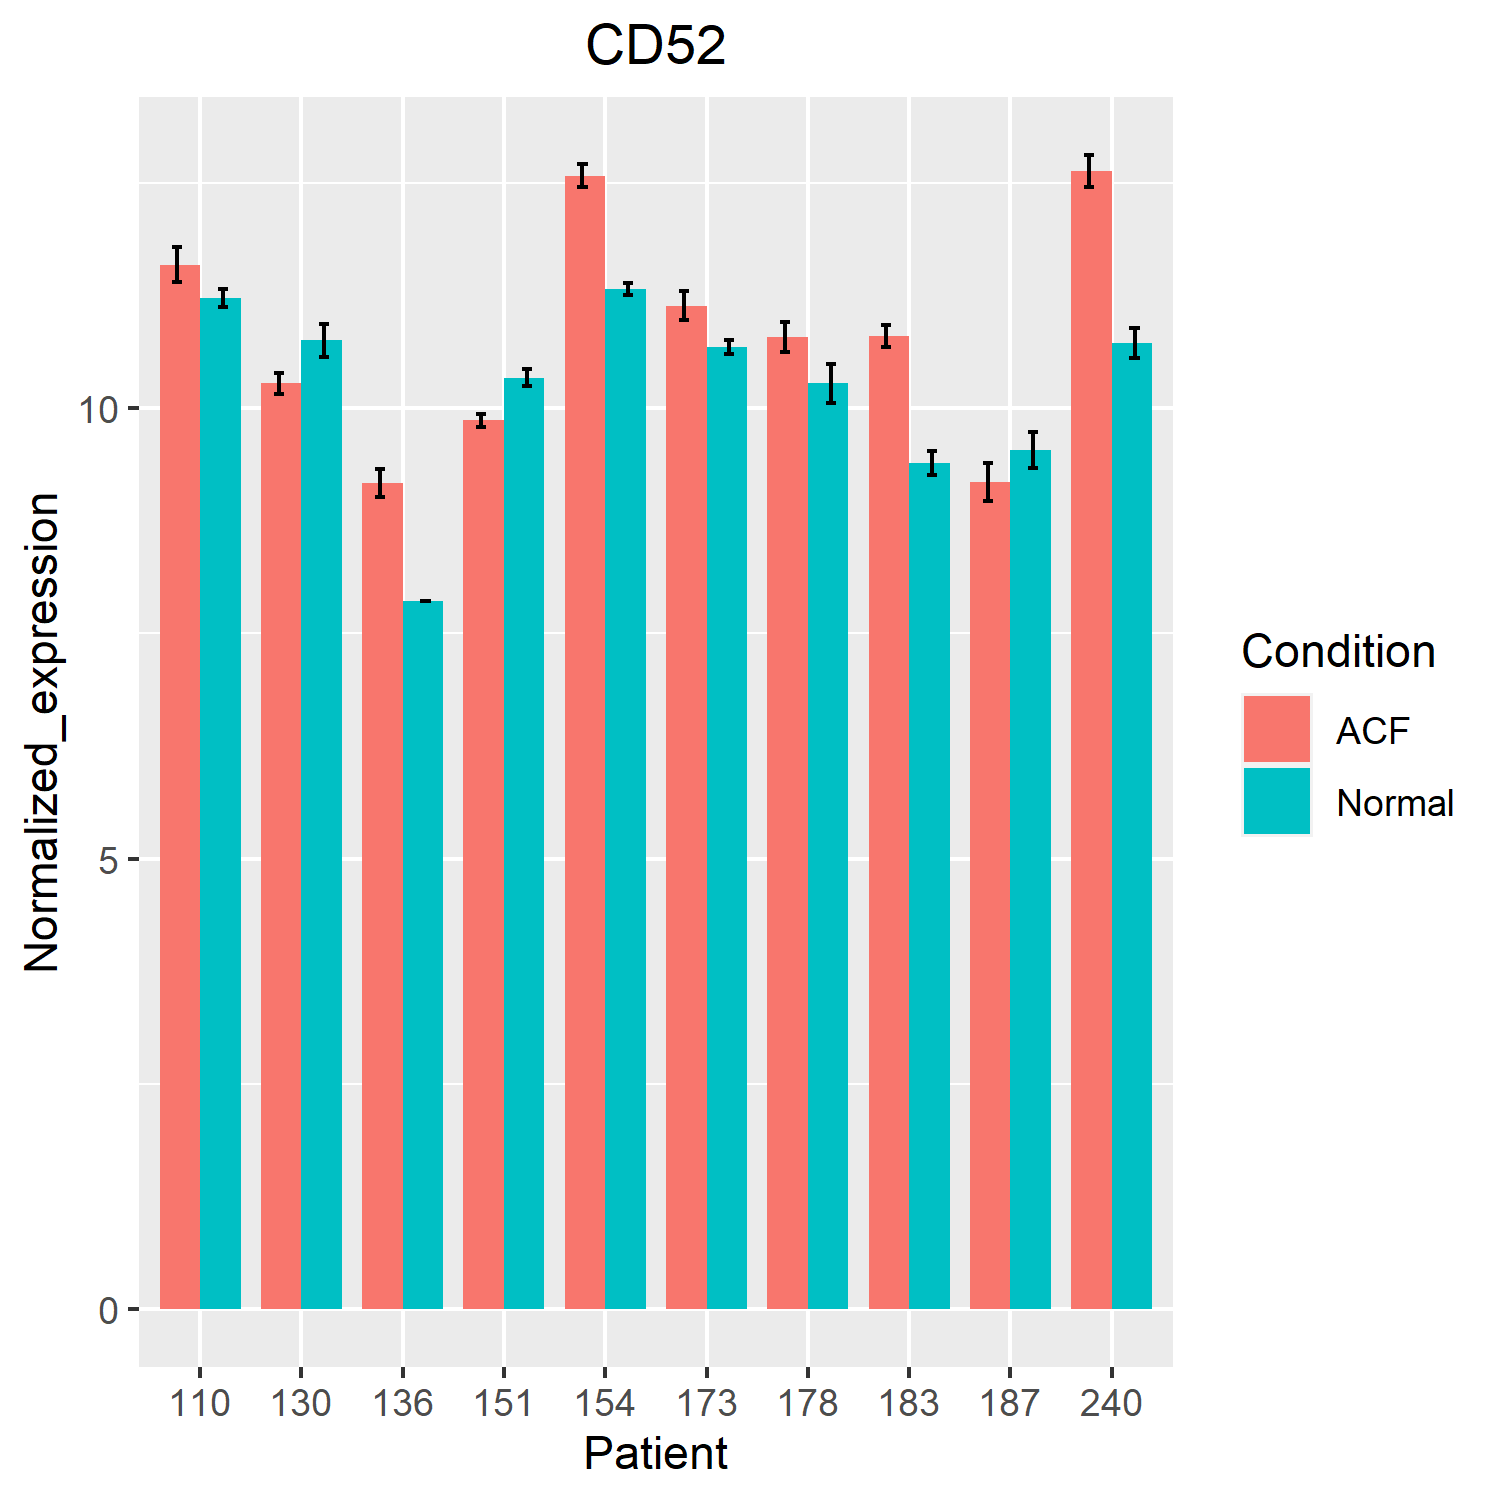 CD52
Normalized_expression
10
5
0
110 130 136 151 154 173 178 183 187 240
Patient
Condition
ACF
Normal